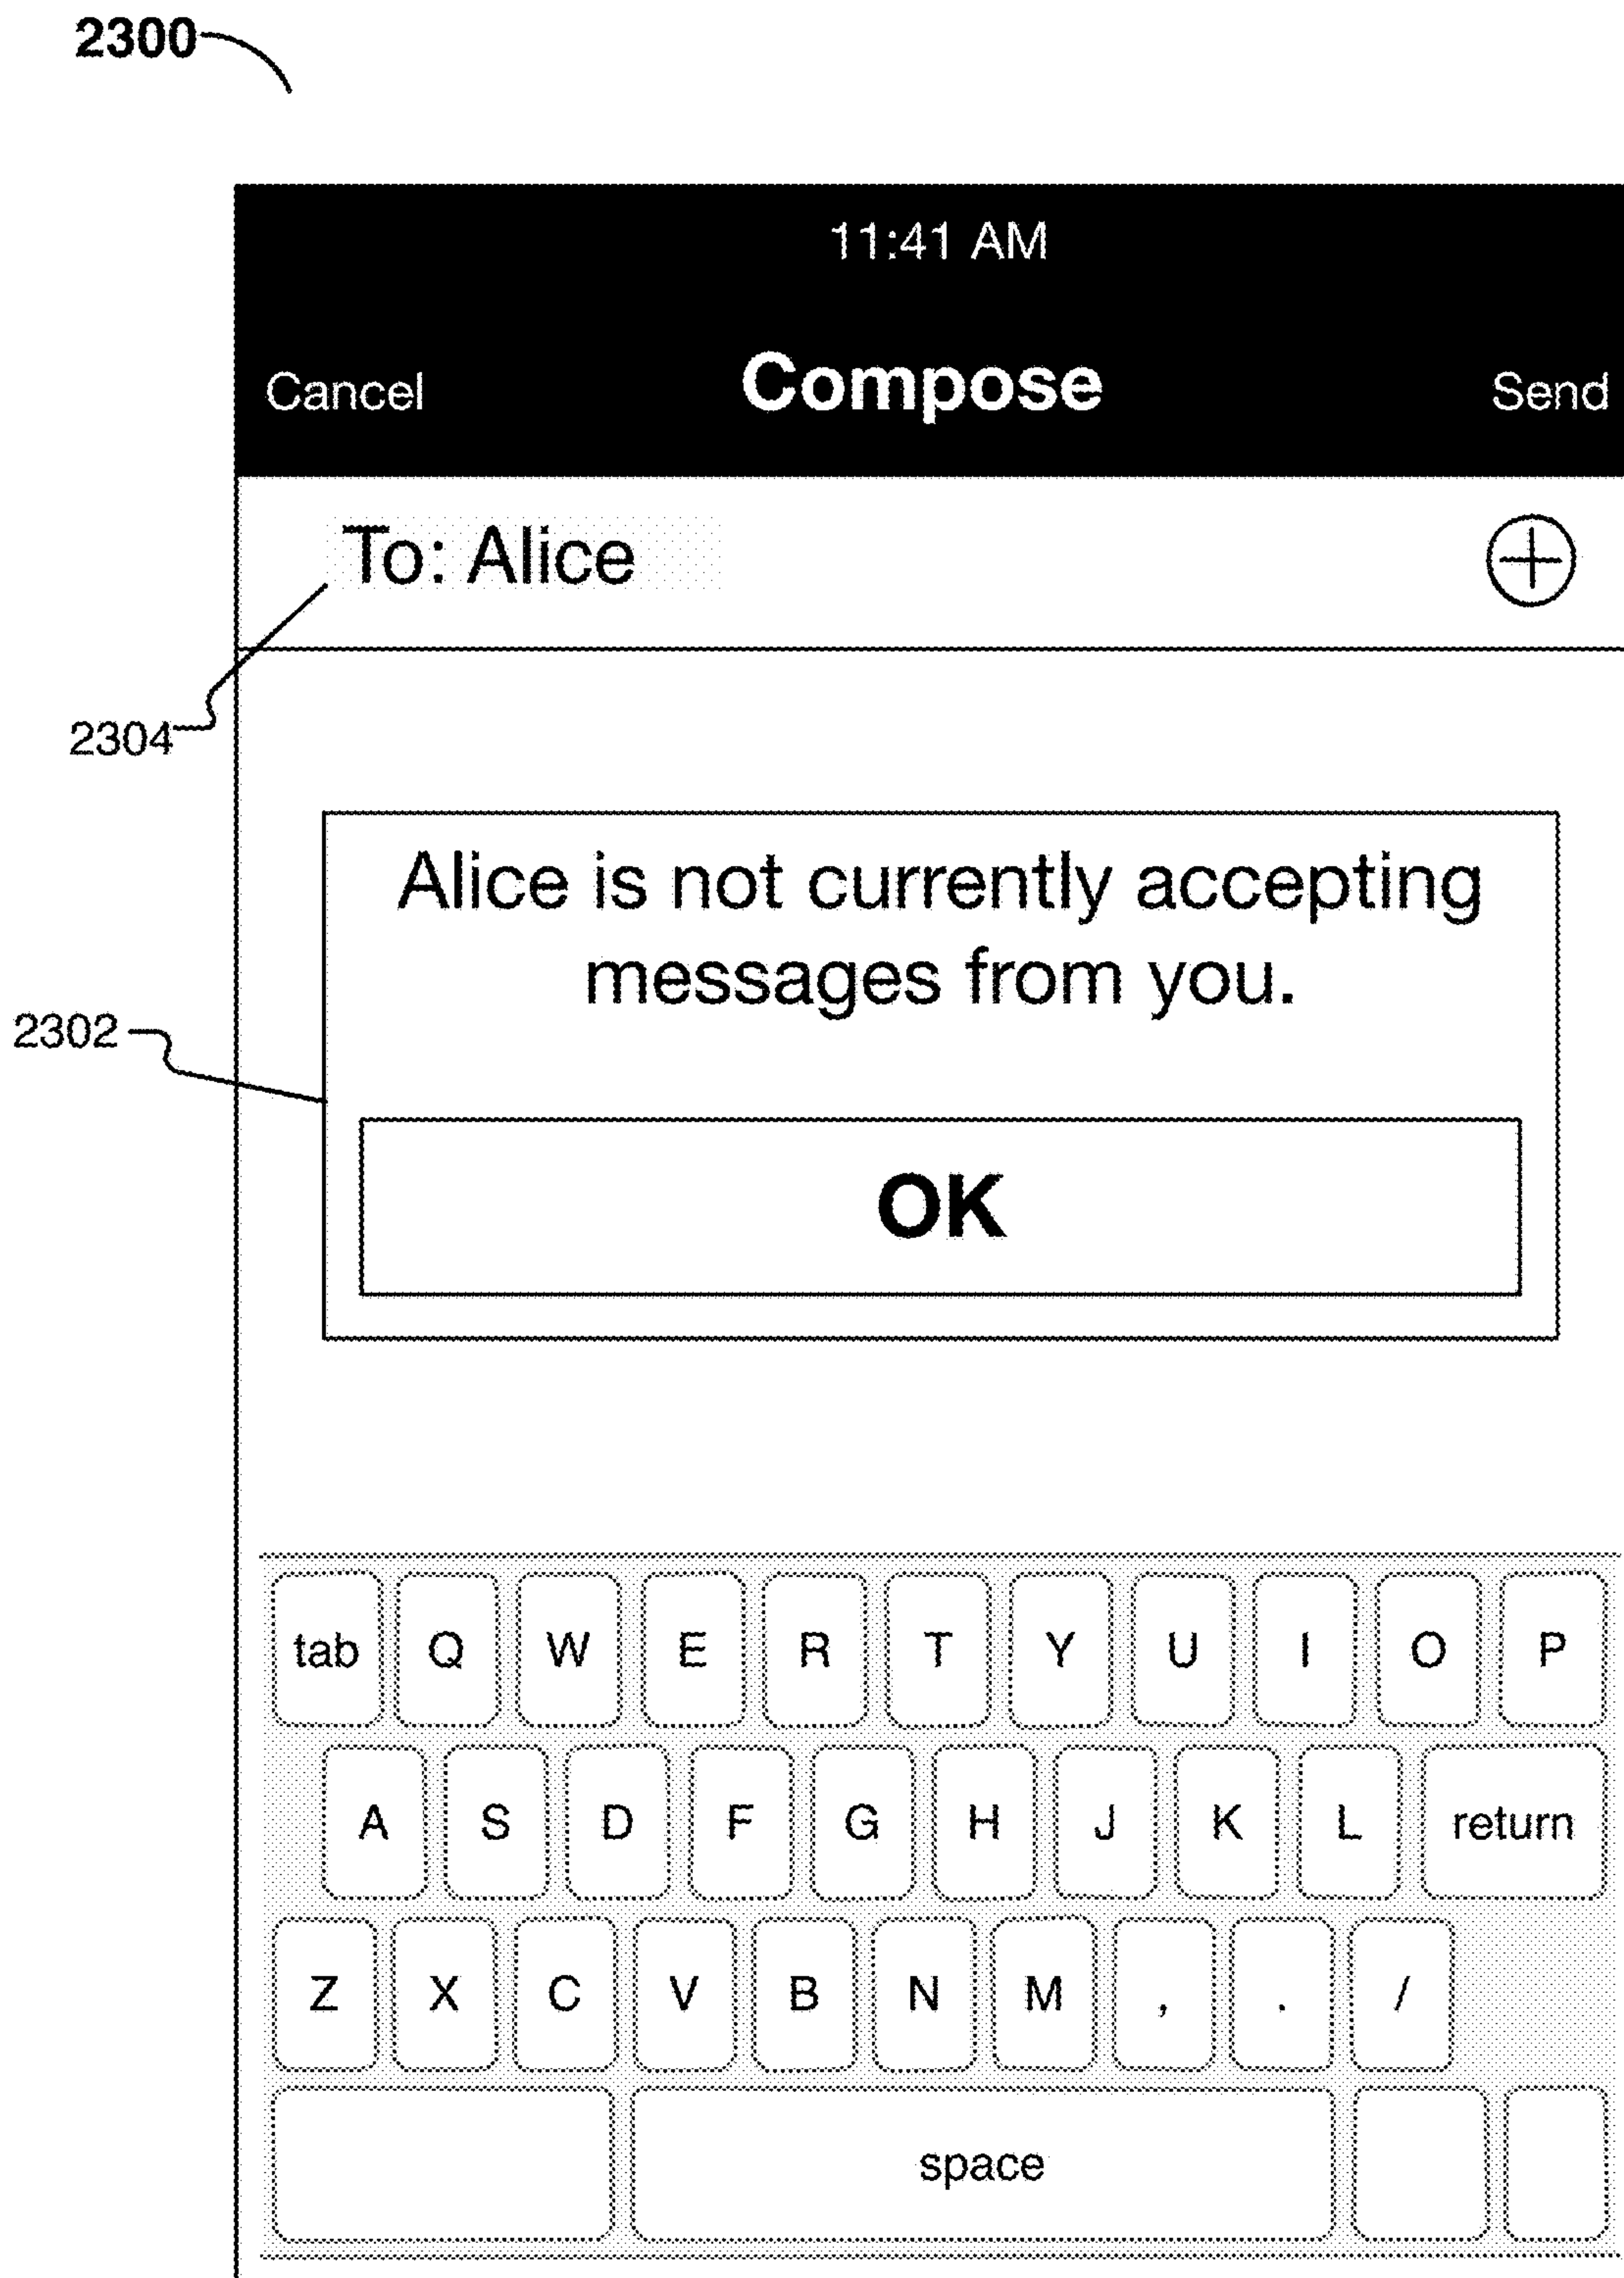 2300
11:41 AM
Cancel Compose Send
To: Alice
2304
Alice is not currently accepting
messages from you.
2302
OK
tab Q W E R T Y U I O P
A S D F G H J K L return
Z X C V B N M , . /
space